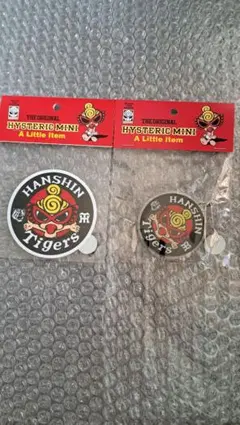 THE ORIGINAL
HYSTERIC MINI
A Little Item
HANSHIN
Tigers
THE ORIGINAL
HYSTERIC MINI
A Little Item
HANSHIN
Tigers